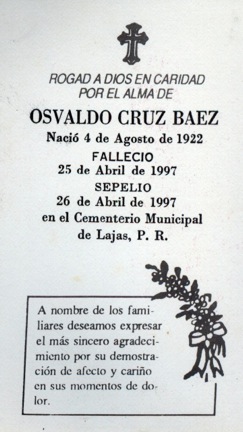 ROGAD A DIOS EN CARIDAD
POR EL ALMA DE
OSVALDO CRUZ BAEZ
Nació 4 de Agosto de 1922
FALLECIO
25 de Abril de 1997
SEPELIO
26 de Abril de 1997
en el Cementerio Municipal
de Lajas, P. R.
A nombre de los fami-
liares deseamos expresar
el más sincero agradeci-
miento por su demostra-
ción de afecto y cariño
en sus momentos de do-
lor.